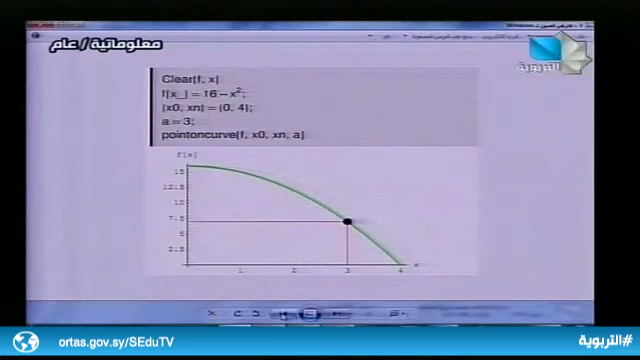 معلوماتية / عام
التربوية
Clear[f, x]
f[x_] = 16 - x²;
{x0, xn} = {0, 4};
a = 3;
pointoncurve[f, x0, xn, a]
f[x]
15
12.5
10
7.5
5
2.5
1
2
3
4
x
ortas.gov.sy/SEduTV
#التربوية